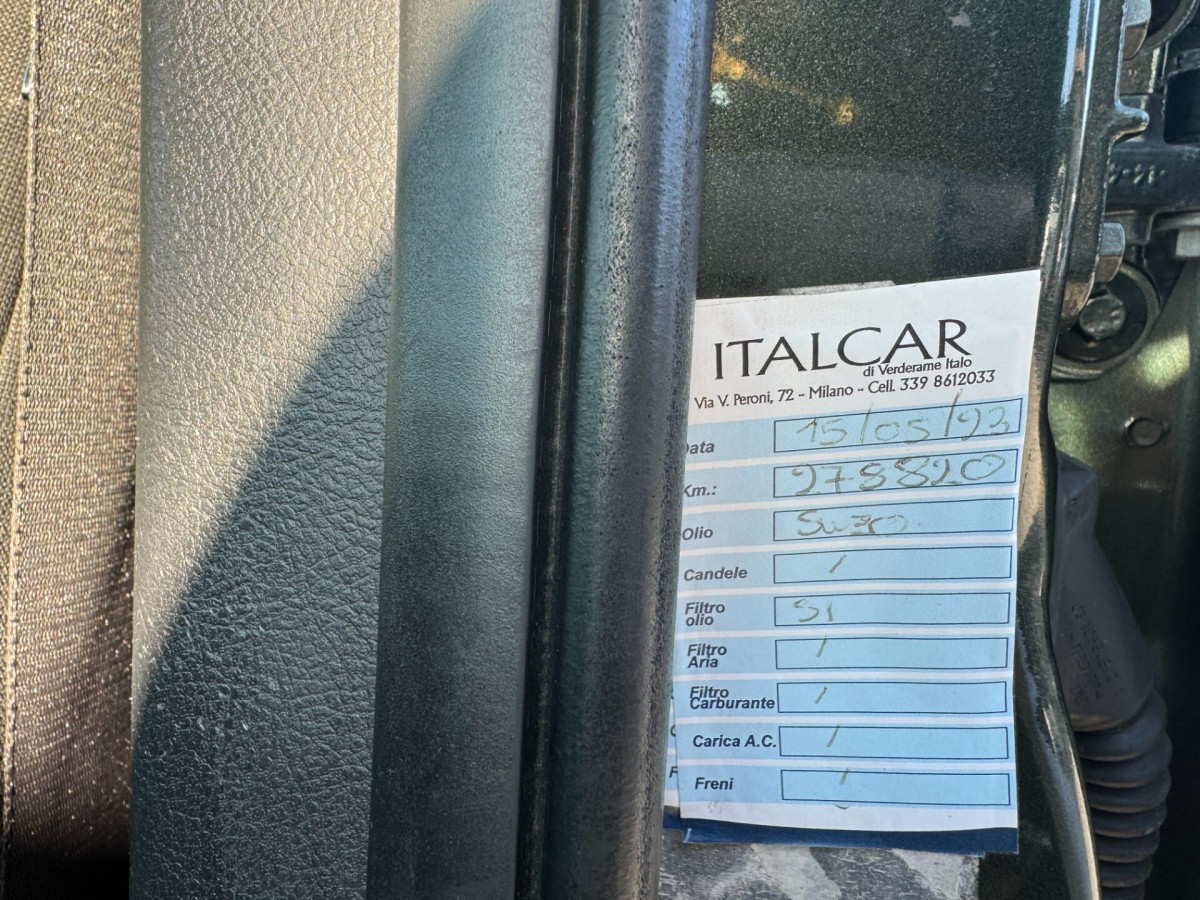 ITALCAR
di Verderame Italo
Via V. Peroni, 72 - Milano - Cell. 339 8612033
Data 15/05/23
Km.: 278820
Olio 5w30
Candele /
Filtro
olio SI
Filtro
Aria /
Filtro
Carburante /
Carica A.C. /
Freni /